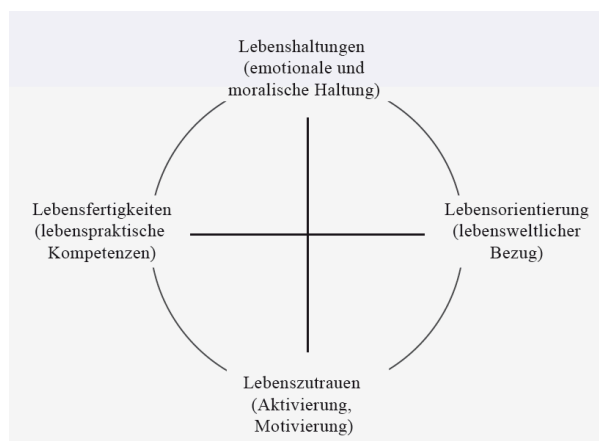 Lebenshaltungen
(emotionale und
moralische Haltung)
Lebensfertigkeiten
(lebenspraktische
Kompetenzen)
Lebensorientierung
(lebensweltlicher
Bezug)
Lebenszutrauen
(Aktivierung,
Motivierung)